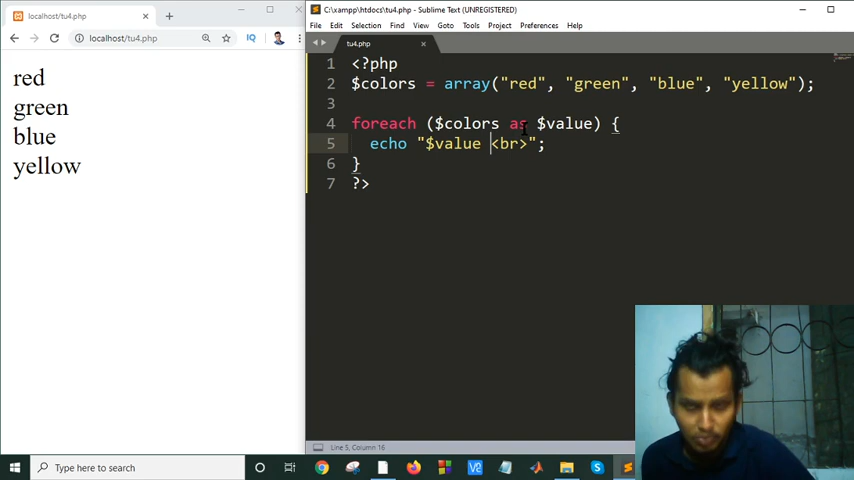 localhost/tu4.php
localhost/tu4.php
IQ
red
green
blue
yellow
C:\xampp\htdocs\tu4.php - Sublime Text (UNREGISTERED)
File Edit Selection Find View Goto Tools Project Preferences Help
tu4.php
1 <?php
2 $colors = array("red", "green", "blue", "yellow");
3
4 foreach ($colors as $value) {
5 echo "$value <br>";
6 }
7 ?>
Line 5, Column 16
Type here to search